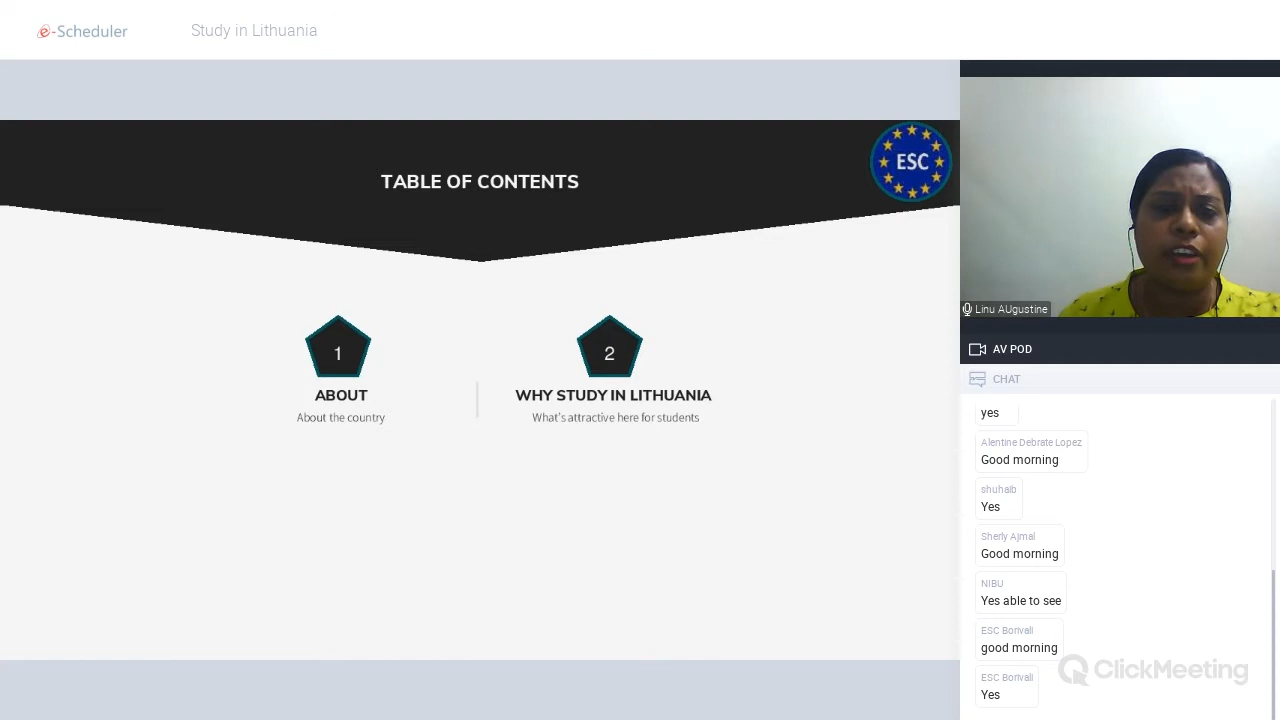 e-Scheduler
Study in Lithuania
TABLE OF CONTENTS
ESC
1
ABOUT
About the country
2
WHY STUDY IN LITHUANIA
What's attractive here for students
Linu AUgustine
AV POD
CHAT
yes
Alentine Debrate Lopez
Good morning
shuhaib
Yes
Sherly Ajmal
Good morning
NIBU
Yes able to see
ESC Borivali
good morning
ESC Borivali
Yes
ClickMeeting